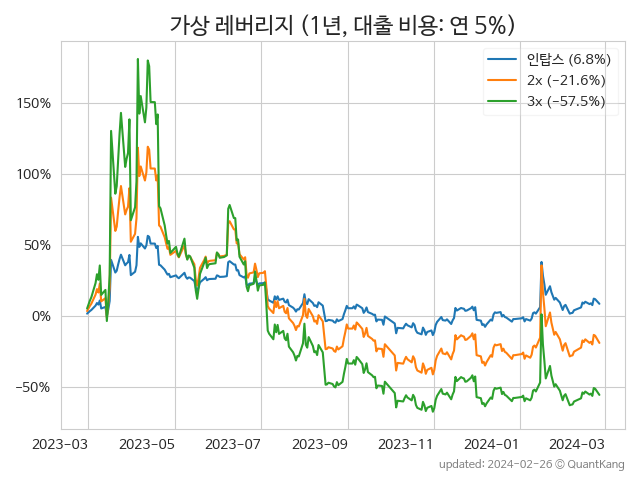 가상 레버리지 (1년, 대출 비용: 연 5%)
인탑스 (6.8%)
2x (−21.6%)
3x (−57.5%)
150%
100%
50%
0%
−50%
2023-03 2023-05 2023-07 2023-09 2023-11 2024-01 2024-03
updated: 2024-02-26 © QuantKang